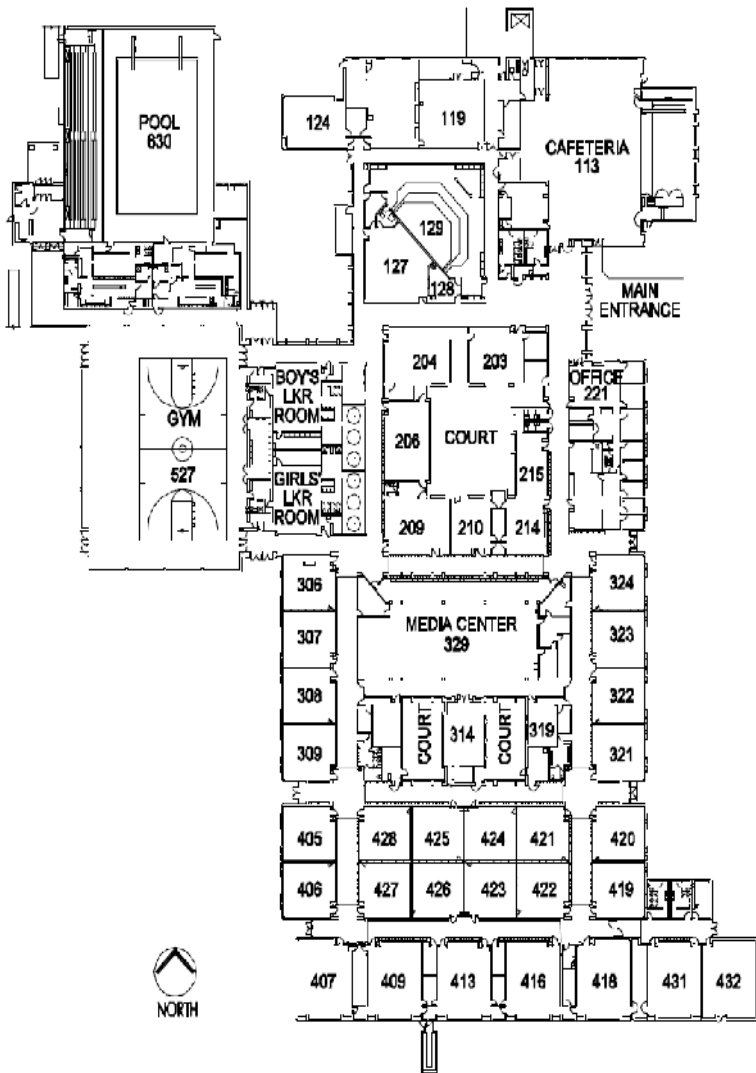 POOL
630
124
119
CAFETERIA
113
129
127
128
MAIN
ENTRANCE
204
203
OFFICE
221
BOY'S
LKR
ROOM
GYM
527
206
COURT
215
GIRLS'
LKR
ROOM
209
210
214
306
324
MEDIA CENTER
329
307
323
308
322
COURT
314
COURT
319
309
321
405
428
425
424
421
420
406
427
426
423
422
419
407
409
413
416
418
431
432
NORTH